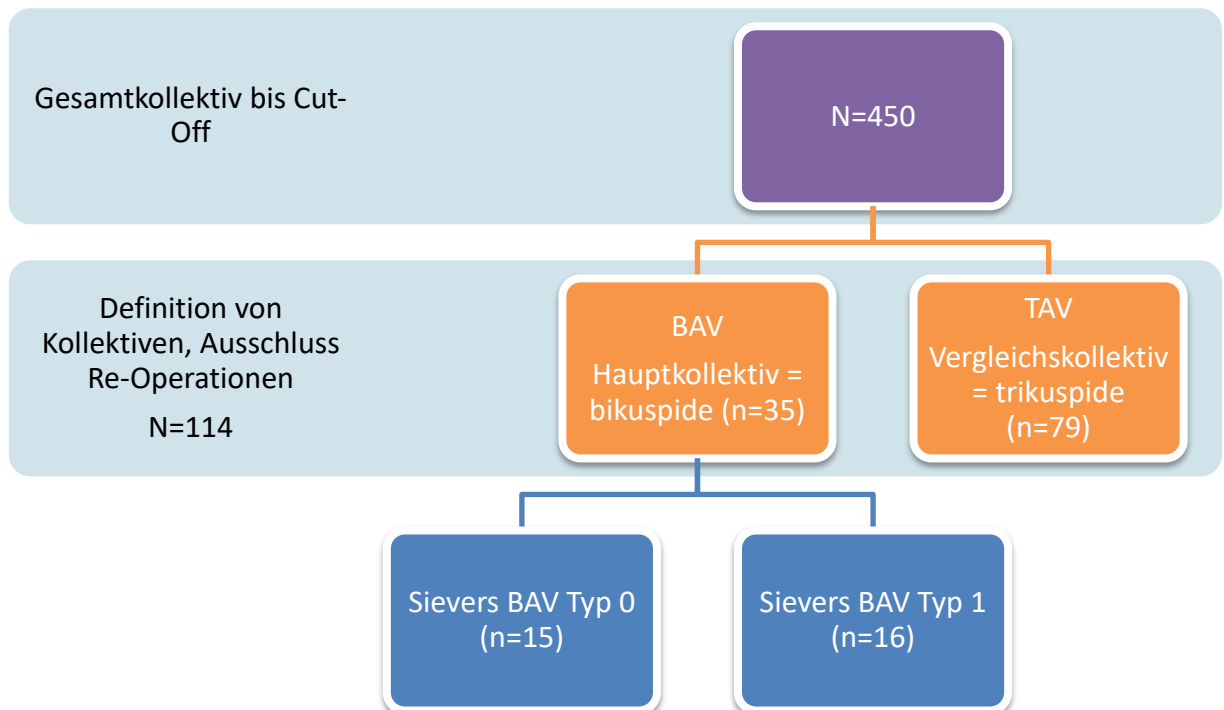 Gesamtkollektiv bis Cut-
Off
N=450
Definition von
Kollektiven, Ausschluss
Re-Operationen
N=114
BAV
Hauptkollektiv =
bikuspide (n=35)
TAV
Vergleichskollektiv
= trikuspide
(n=79)
Sievers BAV Typ 0
(n=15)
Sievers BAV Typ 1
(n=16)